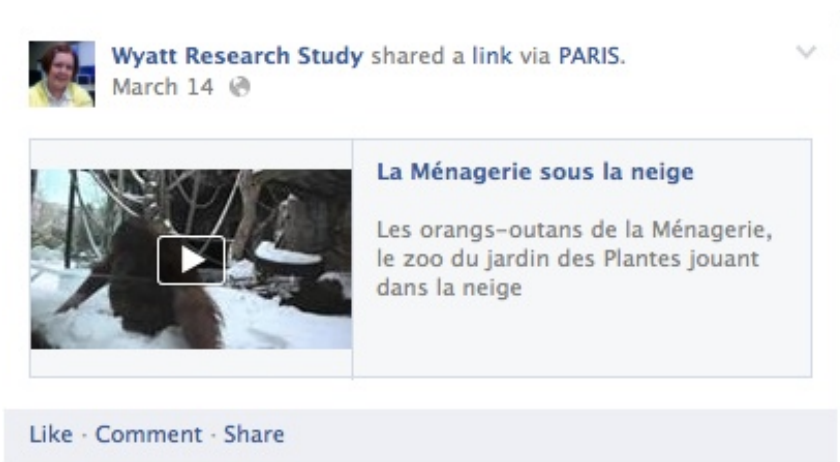 Wyatt Research Study shared a link via PARIS.
March 14
La Ménagerie sous la neige
Les orangs-outans de la Ménagerie,
le zoo du jardin des Plantes jouant
dans la neige
Like · Comment · Share